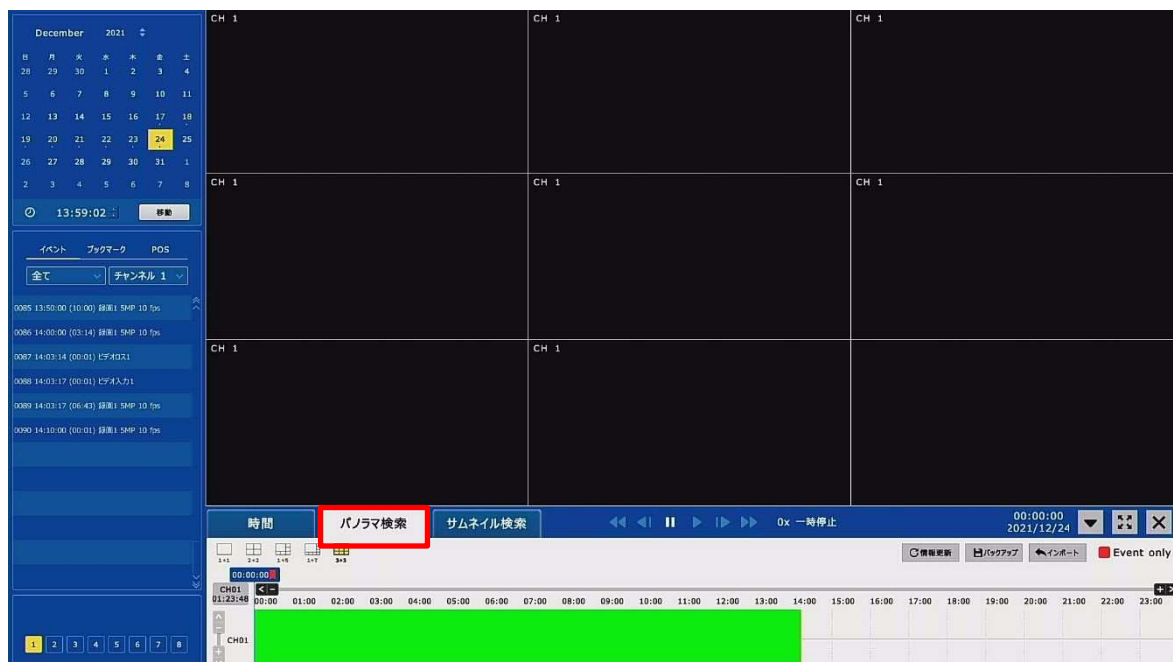 December 2021
日 月 火 水 木 金 土
28 29 30 1 2 3 4
5 6 7 8 9 10 11
12 13 14 15 16 17 18
19 20 21 22 23 24 25
26 27 28 29 30 31 1
2 3 4 5 6 7 8
13:59:02 移動
イベント ブックマーク POS
全て チャンネル 1
0085 13:50:00 (10:00) 録画1 5MP 10 fps
0086 14:00:00 (03:14) 録画1 5MP 10 fps
0087 14:03:14 (00:01) ビデオロス1
0088 14:03:17 (00:01) ビデオ入力1
0089 14:03:17 (06:43) 録画1 5MP 10 fps
0090 14:10:00 (00:01) 録画1 5MP 10 fps
1 2 3 4 5 6 7 8
CH 1 CH 1 CH 1
CH 1 CH 1 CH 1
CH 1 CH 1
時間 パノラマ検索 サムネイル検索 0x 一時停止 00:00:00
2021/12/24
1*1 2*2 1*5 1*7 3*3 情報更新 バックアップ インポート Event only
00:00:00
CH01
01:23:48 00:00 01:00 02:00 03:00 04:00 05:00 06:00 07:00 08:00 09:00 10:00 11:00 12:00 13:00 14:00 15:00 16:00 17:00 18:00 19:00 20:00 21:00 22:00 23:00
CH01